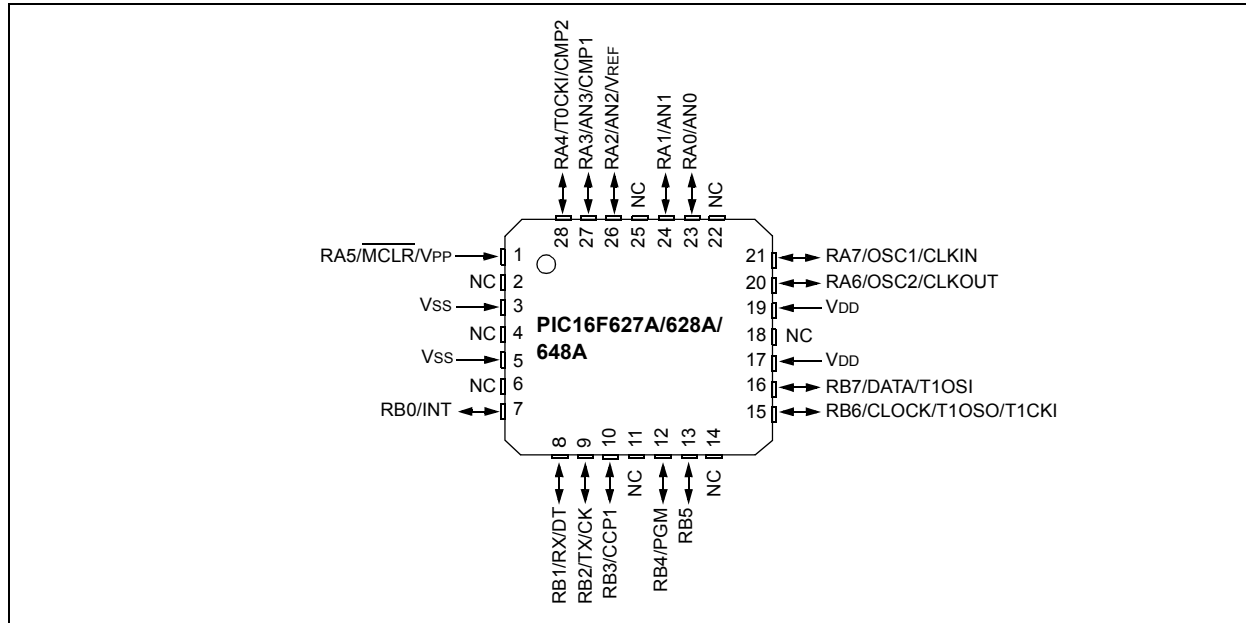 RA4/T0CKI/CMP2
RA3/AN3/CMP1
RA2/AN2/VREF
NC
RA1/AN1
RA0/AN0
NC
28
27
26
25
24
23
22
RA5/MCLR/VPP
1
NC
2
VSS
3
NC
4
VSS
5
NC
6
RB0/INT
7
PIC16F627A/628A/
648A
21
RA7/OSC1/CLKIN
20
RA6/OSC2/CLKOUT
19
VDD
18
NC
17
VDD
16
RB7/DATA/T1OSI
15
RB6/CLOCK/T1OSO/T1CKI
8
9
10
11
12
13
14
RB1/RX/DT
RB2/TX/CK
RB3/CCP1
NC
RB4/PGM
RB5
NC